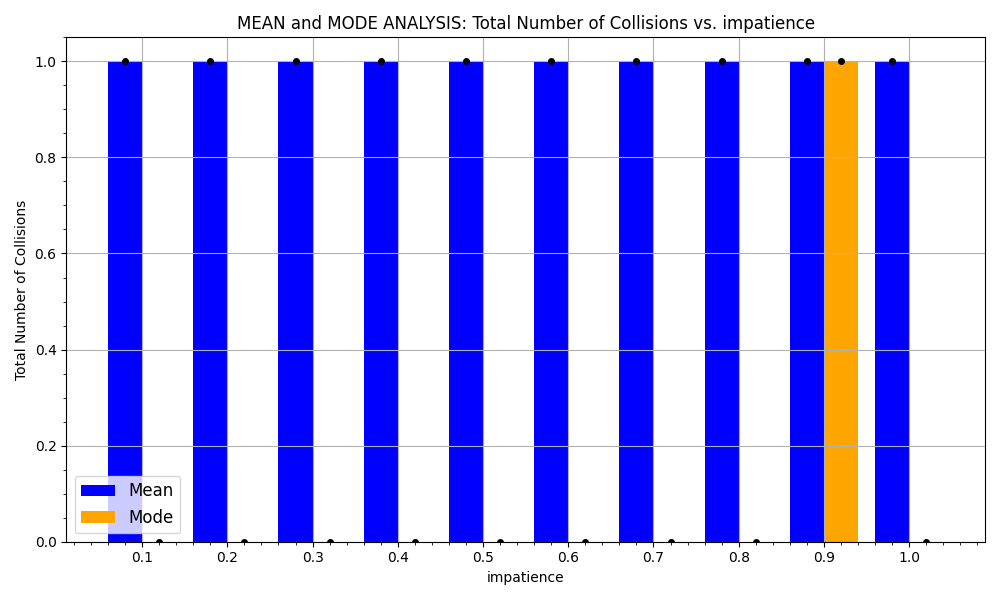 MEAN and MODE ANALYSIS: Total Number of Collisions vs. impatience
Total Number of Collisions
1.0
0.8
0.6
0.4
0.2
0.0
Mean
Mode
0.1 0.2 0.3 0.4 0.5 0.6 0.7 0.8 0.9 1.0
impatience